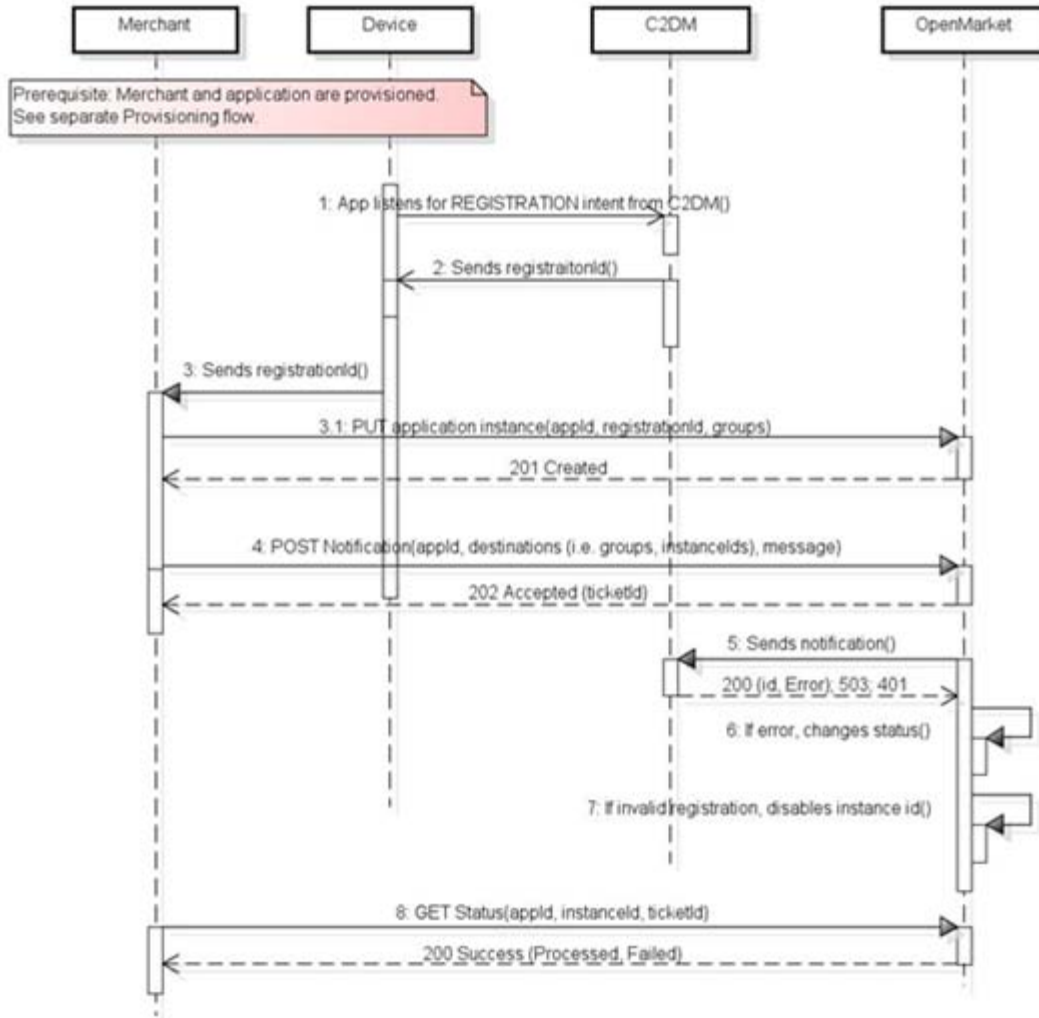 Merchant
Device
C2DM
OpenMarket
Prerequisite: Merchant and application are provisioned.
See separate Provisioning flow.
1: App listens for REGISTRATION intent from C2DM()
2: Sends registraitonId()
3: Sends registrationId()
3.1: PUT application instance(appId, registrationId, groups)
201 Created
4: POST Notification(appId, destinations (i.e. groups, instanceIds), message)
202 Accepted (ticketId)
5: Sends notification()
200 (id, Error); 503; 401
6: If error, changes status()
7: If invalid registration, disables instance id()
8: GET Status(appId, instanceId, ticketId)
200 Success (Processed, Failed)